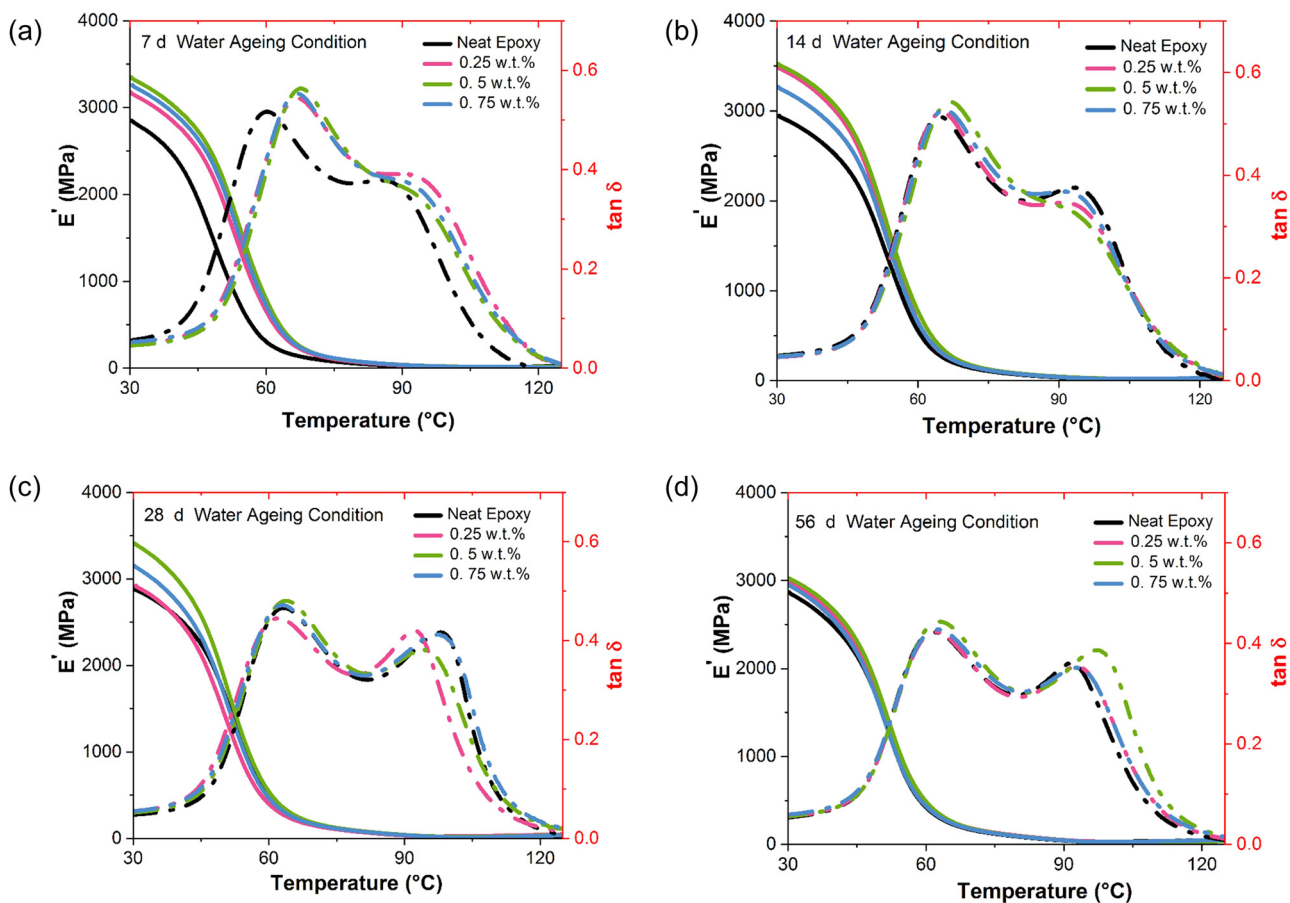 (a)
7 d Water Ageing Condition
Neat Epoxy
0.25 w.t.%
0. 5 w.t.%
0. 75 w.t.%
4000
3000
2000
1000
0
E' (MPa)
0.6
0.4
0.2
0.0
tan δ
30
60
90
120
Temperature (°C)
(b)
14 d Water Ageing Condition
Neat Epoxy
0.25 w.t.%
0. 5 w.t.%
0. 75 w.t.%
4000
3000
2000
1000
0
E' (MPa)
0.6
0.4
0.2
0.0
tan δ
30
60
90
120
Temperature (°C)
(c)
28 d Water Ageing Condition
Neat Epoxy
0.25 w.t.%
0. 5 w.t.%
0. 75 w.t.%
4000
3000
2000
1000
0
E' (MPa)
0.6
0.4
0.2
0.0
tan δ
30
60
90
120
Temperature (°C)
(d)
56 d Water Ageing Condition
Neat Epoxy
0.25 w.t.%
0. 5 w.t.%
0. 75 w.t.%
4000
3000
2000
1000
0
E' (MPa)
0.6
0.4
0.2
0.0
tan δ
30
60
90
120
Temperature (°C)